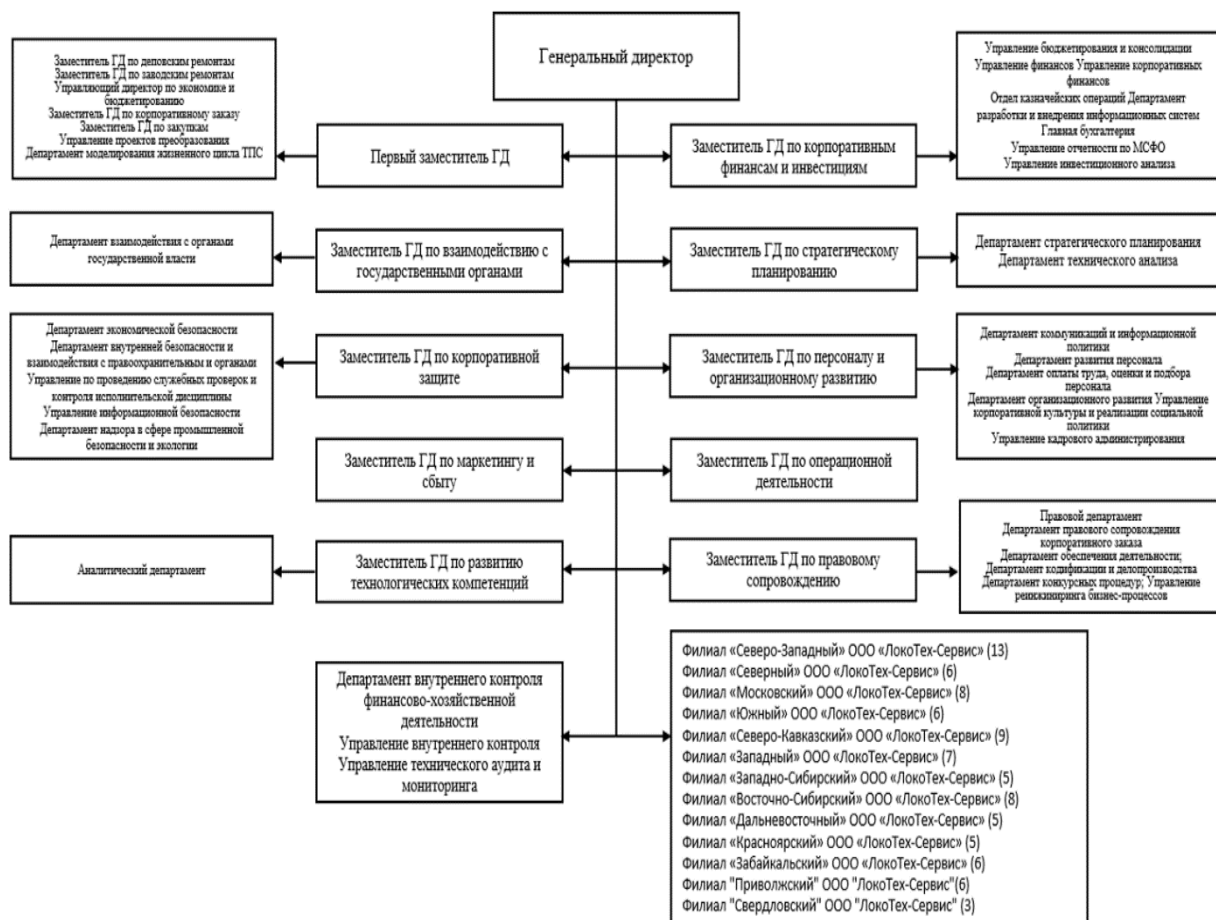 Генеральный директор
Заместитель ГД по деповским ремонтам
Заместитель ГД по заводским ремонтам
Управляющий директор по экономике и
бюджетированию
Заместитель ГД по корпоративному заказу
Заместитель ГД по закупкам
Управление проектов преобразования
Департамент моделирования жизненного цикла ТПС
Первый заместитель ГД
Заместитель ГД по корпоративным
финансам и инвестициям
Управление бюджетирования и консолидации
Управление финансов Управление корпоративных
финансов
Отдел казначейских операций Департамент
разработки и внедрения информационных систем
Главная бухгалтерия
Управление отчетности по МСФО
Управление инвестиционного анализа
Департамент взаимодействия с органами
государственной власти
Заместитель ГД по взаимодействию с
государственными органами
Заместитель ГД по стратегическому
планированию
Департамент стратегического планирования
Департамент технического анализа
Департамент экономической безопасности
Департамент внутренней безопасности и
взаимодействия с правоохранительным и органами
Управление по проведению служебных проверок и
контроля исполнительской дисциплины
Управление информационной безопасности
Департамент надзора в сфере промышленной
безопасности и экологии
Заместитель ГД по корпоративной
защите
Заместитель ГД по персоналу и
организационному развитию
Департамент коммуникаций и информационной
политики
Департамент развития персонала
Департамент оплаты труда, оценки и подбора
персонала
Департамент организационного развития Управление
корпоративной культуры и реализации социальной
политики
Управление кадрового администрирования
Заместитель ГД по маркетингу и
сбыту
Заместитель ГД по операционной
деятельности
Аналитический департамент
Заместитель ГД по развитию
технологических компетенций
Заместитель ГД по правовому
сопровождению
Правовой департамент
Департамент правового сопровождения
корпоративного заказа
Департамент обеспечения деятельности;
Департамент кодификации и делопроизводства
Департамент конкурсных процедур; Управление
реинжиниринга бизнес-процессов
Департамент внутреннего контроля
финансово-хозяйственной
деятельности
Управление внутреннего контроля
Управление технического аудита и
мониторинга
Филиал «Северо-Западный» ООО «ЛокоТех-Сервис» (13)
Филиал «Северный» ООО «ЛокоТех-Сервис» (6)
Филиал «Московский» ООО «ЛокоТех-Сервис» (8)
Филиал «Южный» ООО «ЛокоТех-Сервис» (6)
Филиал «Северо-Кавказский» ООО «ЛокоТех-Сервис» (9)
Филиал «Западный» ООО «ЛокоТех-Сервис» (7)
Филиал «Западно-Сибирский» ООО «ЛокоТех-Сервис» (5)
Филиал «Восточно-Сибирский» ООО «ЛокоТех-Сервис» (8)
Филиал «Дальневосточный» ООО «ЛокоТех-Сервис» (5)
Филиал «Красноярский» ООО «ЛокоТех-Сервис» (5)
Филиал «Забайкальский» ООО «ЛокоТех-Сервис» (6)
Филиал "Приволжский" ООО "ЛокоТех-Сервис"(6)
Филиал "Свердловский" ООО "ЛокоТех-Сервис" (3)